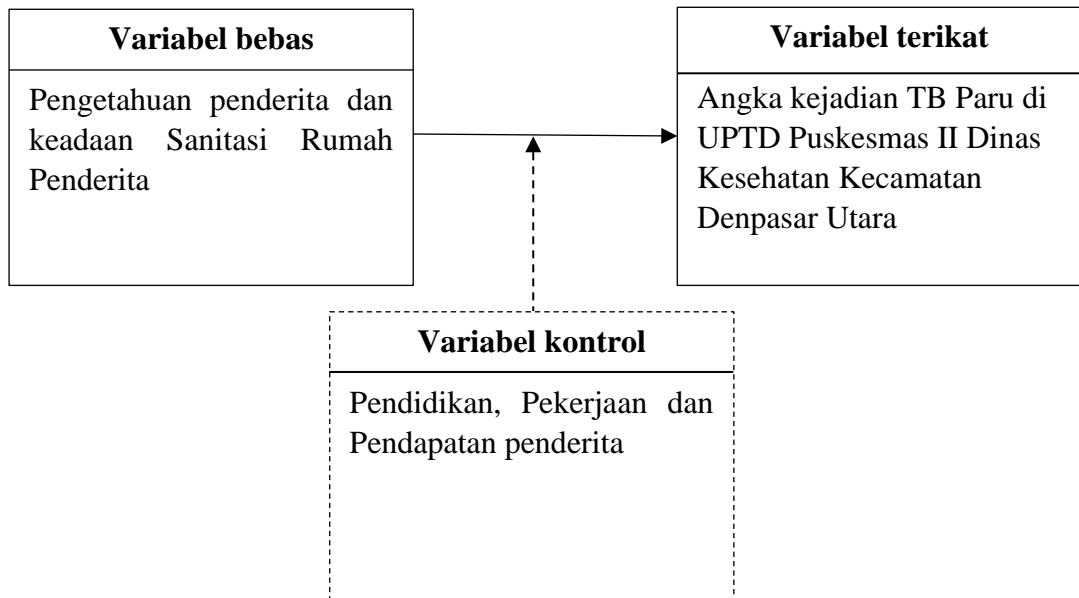 Variabel bebas
Pengetahuan penderita dan
keadaan Sanitasi Rumah
Penderita
Variabel terikat
Angka kejadian TB Paru di
UPTD Puskesmas II Dinas
Kesehatan Kecamatan
Denpasar Utara
Variabel kontrol
Pendidikan, Pekerjaan dan
Pendapatan penderita